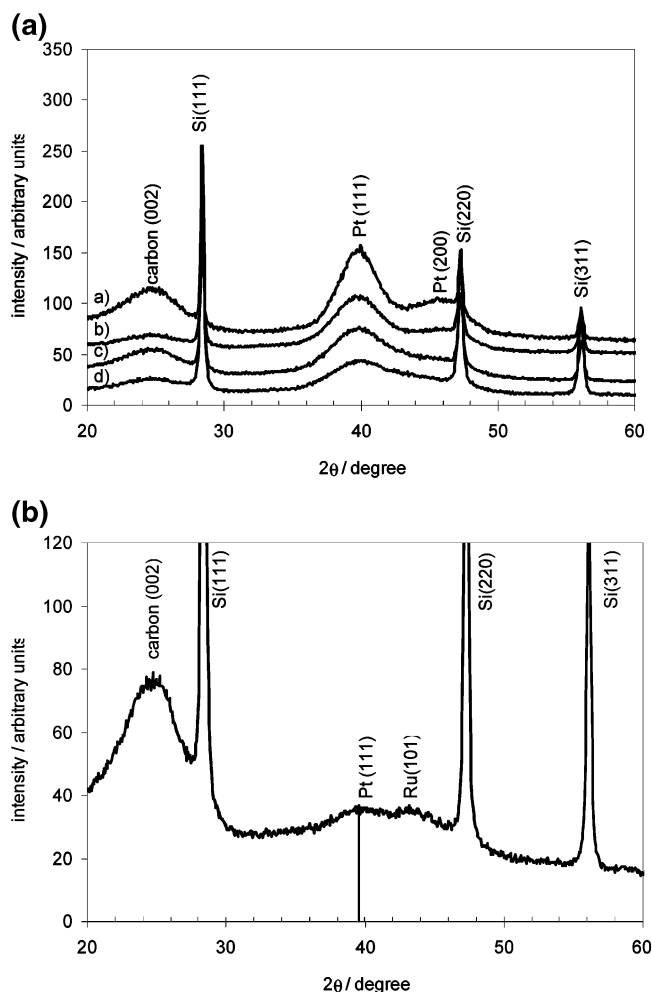 (a)
350
300
250
200
150
100
50
0
intensity / arbitrary units
carbon (002)
Si(111)
Pt (111)
Pt (200)
Si(220)
Si(311)
a)
b)
c)
d)
20 30 40 50 60
2θ / degree
(b)
120
100
80
60
40
20
0
intensity / arbitrary units
carbon (002)
Si(111)
Pt (111)
Ru(101)
Si(220)
Si(311)
20 30 40 50 60
2θ / degree